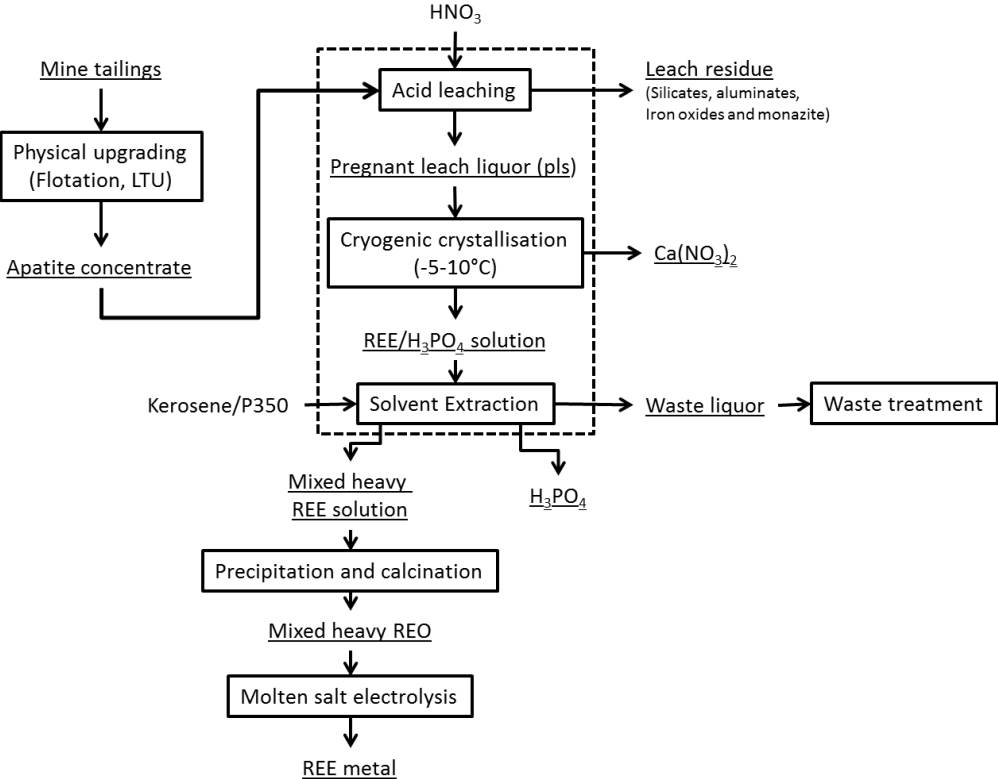 HNO₃
Mine tailings
Acid leaching
Leach residue
(Silicates, aluminates,
Iron oxides and monazite)
Physical upgrading
(Flotation, LTU)
Pregnant leach liquor (pls)
Apatite concentrate
Cryogenic crystallisation
(-5-10°C)
Ca(NO₃)₂
REE/H₃PO₄ solution
Kerosene/P350
Solvent Extraction
Waste liquor
Waste treatment
Mixed heavy
REE solution
H₃PO₄
Precipitation and calcination
Mixed heavy REO
Molten salt electrolysis
REE metal